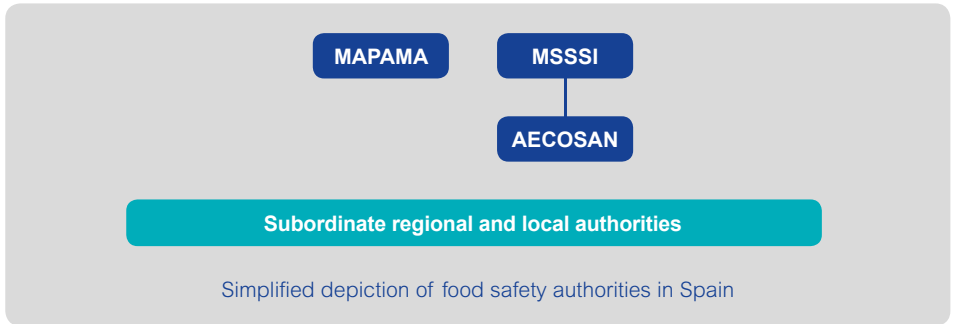 MAPAMA MSSSI
AECOSAN
Subordinate regional and local authorities
Simplified depiction of food safety authorities in Spain